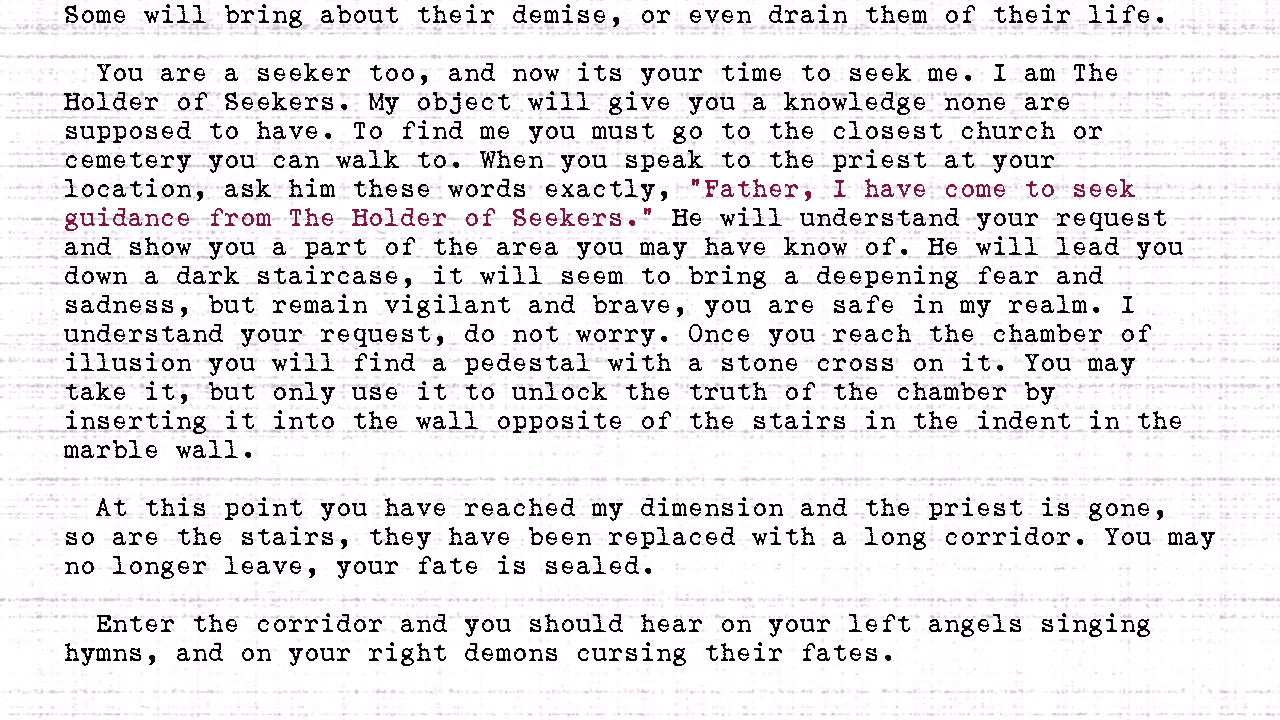 Some will bring about their demise, or even drain them of their life.
You are a seeker too, and now its your time to seek me. I am The
Holder of Seekers. My object will give you a knowledge none are
supposed to have. To find me you must go to the closest church or
cemetery you can walk to. When you speak to the priest at your
location, ask him these words exactly, "Father, I have come to seek
guidance from The Holder of Seekers." He will understand your request
and show you a part of the area you may have know of. He will lead you
down a dark staircase, it will seem to bring a deepening fear and
sadness, but remain vigilant and brave, you are safe in my realm. I
understand your request, do not worry. Once you reach the chamber of
illusion you will find a pedestal with a stone cross on it. You may
take it, but only use it to unlock the truth of the chamber by
inserting it into the wall opposite of the stairs in the indent in the
marble wall.
At this point you have reached my dimension and the priest is gone,
so are the stairs, they have been replaced with a long corridor. You may
no longer leave, your fate is sealed.
Enter the corridor and you should hear on your left angels singing
hymns, and on your right demons cursing their fates.